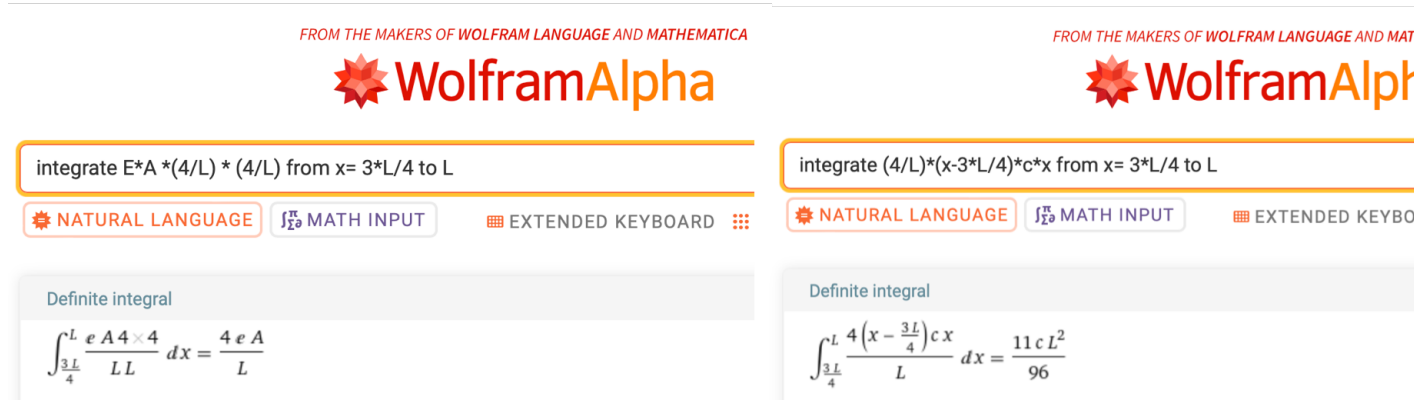 FROM THE MAKERS OF WOLFRAM LANGUAGE AND MATHEMATICA
WolframAlpha
integrate E*A *(4/L) * (4/L) from x= 3*L/4 to L
NATURAL LANGUAGE
∫π Σ∂ MATH INPUT
EXTENDED KEYBOARD
Definite integral
∫_{3L/4}^{L} (e A 4×4)/(L L) dx = (4 e A)/L
FROM THE MAKERS OF WOLFRAM LANGUAGE AND MAT
WolframAlph
integrate (4/L)*(x-3*L/4)*c*x from x= 3*L/4 to L
NATURAL LANGUAGE
∫π Σ∂ MATH INPUT
EXTENDED KEYBO
Definite integral
∫_{3L/4}^{L} (4(x − 3L/4) c x)/L dx = (11 c L²)/96